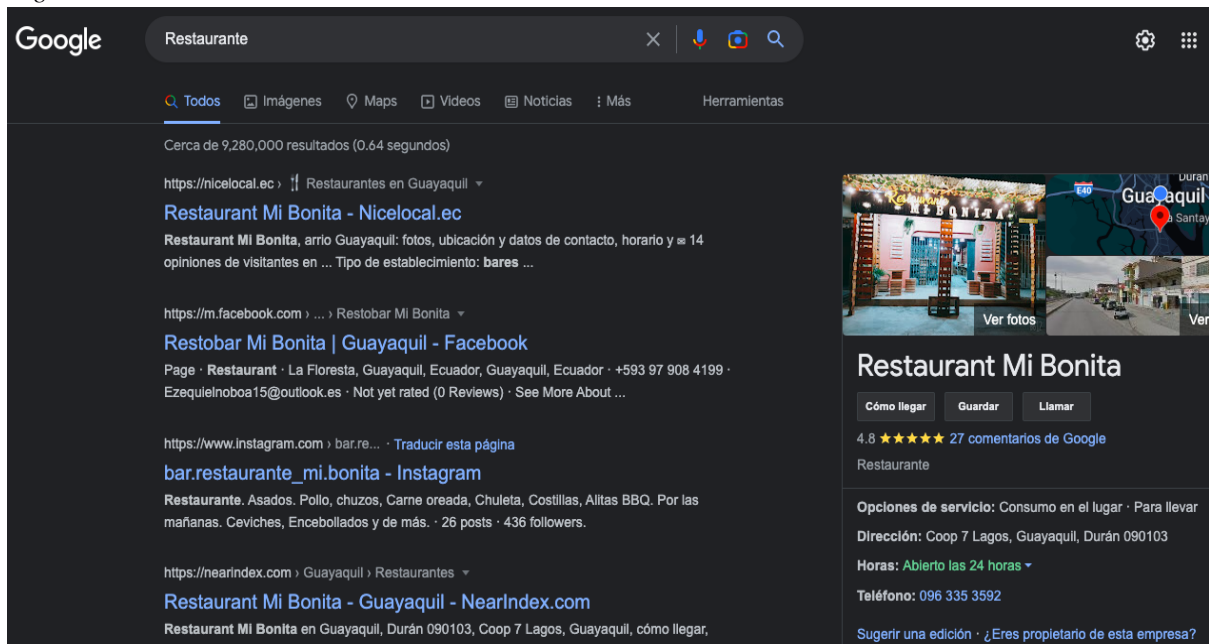 Google
Restaurante
Todos Imágenes Maps Videos Noticias Más Herramientas
Cerca de 9,280,000 resultados (0.64 segundos)
https://nicelocal.ec › Restaurantes en Guayaquil
Restaurant Mi Bonita - Nicelocal.ec
Restaurant Mi Bonita, arrio Guayaquil: fotos, ubicación y datos de contacto, horario y ✉ 14
opiniones de visitantes en ... Tipo de establecimiento: bares ...
https://m.facebook.com › ... › Restobar Mi Bonita
Restobar Mi Bonita | Guayaquil - Facebook
Page · Restaurant · La Floresta, Guayaquil, Ecuador, Guayaquil, Ecuador · +593 97 908 4199 ·
Ezequielnoboa15@outlook.es · Not yet rated (0 Reviews) · See More About ...
https://www.instagram.com › bar.re... · Traducir esta página
bar.restaurante_mi.bonita - Instagram
Restaurante. Asados. Pollo, chuzos, Carne oreada, Chuleta, Costillas, Alitas BBQ. Por las
mañanas. Ceviches, Encebollados y de más. · 26 posts · 436 followers.
https://nearindex.com › Guayaquil › Restaurantes
Restaurant Mi Bonita - Guayaquil - NearIndex.com
Restaurant Mi Bonita en Guayaquil, Durán 090103, Coop 7 Lagos, Guayaquil, cómo llegar,
Restaurante
MI BONITA
Ver fotos
E40
Duran
Guayaquil
a Santay
Ver
Restaurant Mi Bonita
Cómo llegar Guardar Llamar
4.8 ★★★★★ 27 comentarios de Google
Restaurante
Opciones de servicio: Consumo en el lugar · Para llevar
Dirección: Coop 7 Lagos, Guayaquil, Durán 090103
Horas: Abierto las 24 horas
Teléfono: 096 335 3592
Sugerir una edición · ¿Eres propietario de esta empresa?